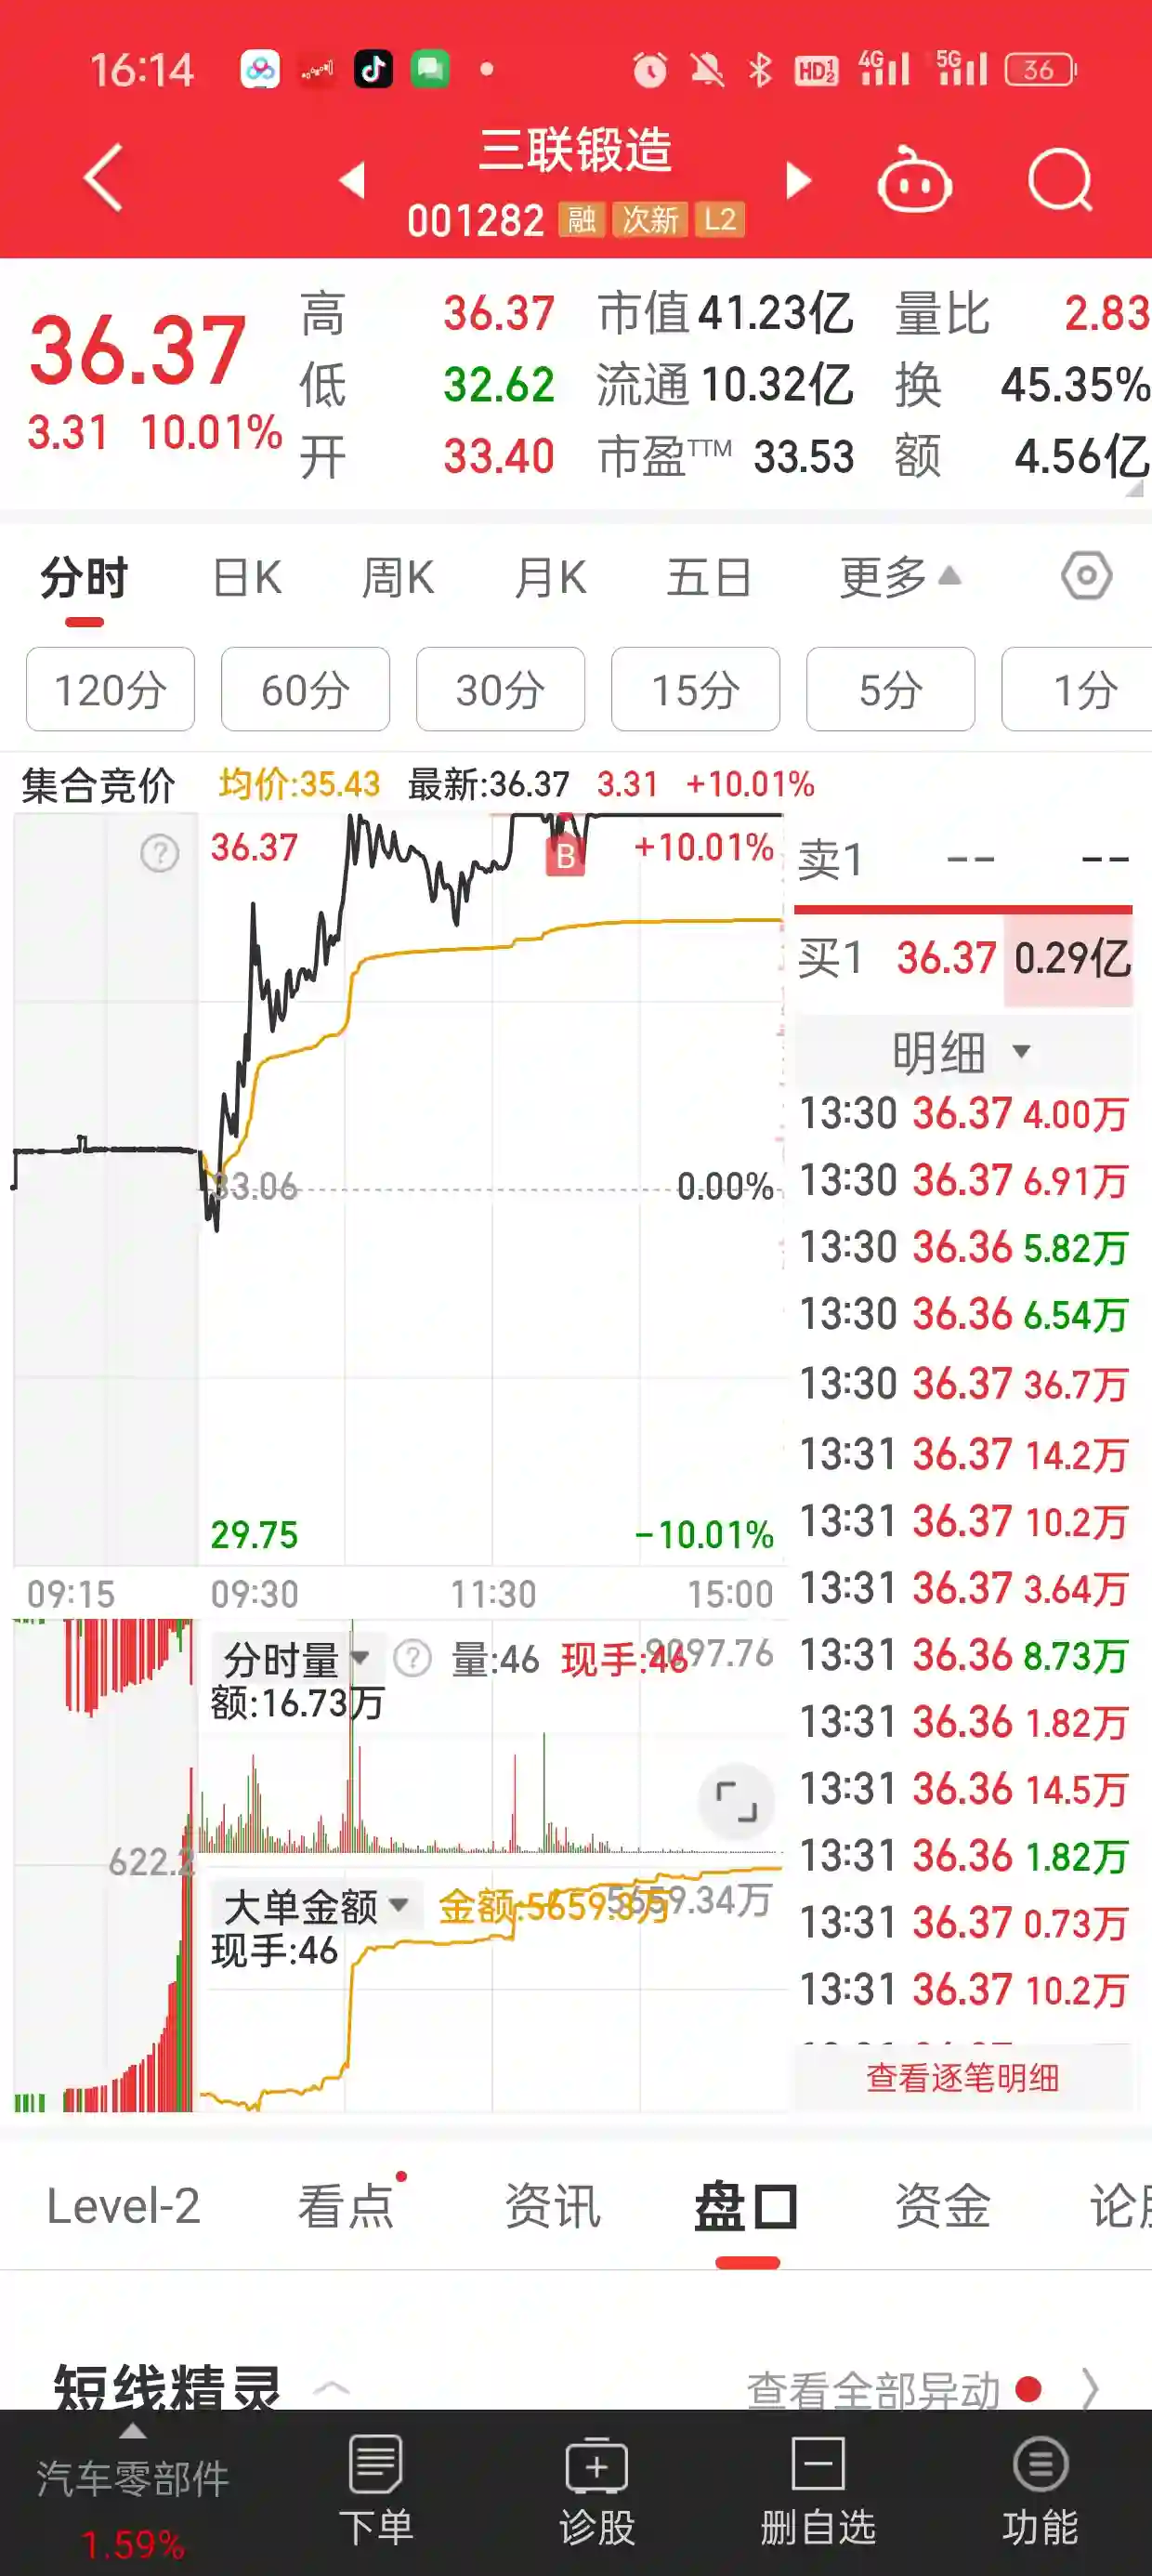 16:14 HD 1 2 4G 5G 36
三联锻造
001282 融 次新 L2
36.37
3.31 10.01%
高 36.37 市值 41.23亿 量比 2.83
低 32.62 流通 10.32亿 换 45.35%
开 33.40 市盈TTM 33.53 额 4.56亿
分时 日K 周K 月K 五日 更多
120分 60分 30分 15分 5分 1分
集合竞价 均价:35.43 最新:36.37 3.31 +10.01%
? 36.37 B +10.01%
33.06 0.00%
29.75 -10.01%
09:15 09:30 11:30 15:00
卖1 -- --
买1 36.37 0.29亿
明细
13:30 36.37 4.00万
13:30 36.37 6.91万
13:30 36.36 5.82万
13:30 36.36 6.54万
13:30 36.37 36.7万
13:31 36.37 14.2万
13:31 36.37 10.2万
13:31 36.37 3.64万
13:31 36.36 8.73万
13:31 36.36 1.82万
13:31 36.36 14.5万
13:31 36.36 1.82万
13:31 36.37 0.73万
13:31 36.37 10.2万
查看逐笔明细
分时量 ? 量:46 现手:46 9097.76
额:16.73万
622.2
大单金额 金额:5659.3万 5659.34万
现手:46
Level-2 看点 资讯 盘口 资金 论股
短线精灵 查看全部异动
汽车零部件
1.59%
下单 诊股 删自选 功能